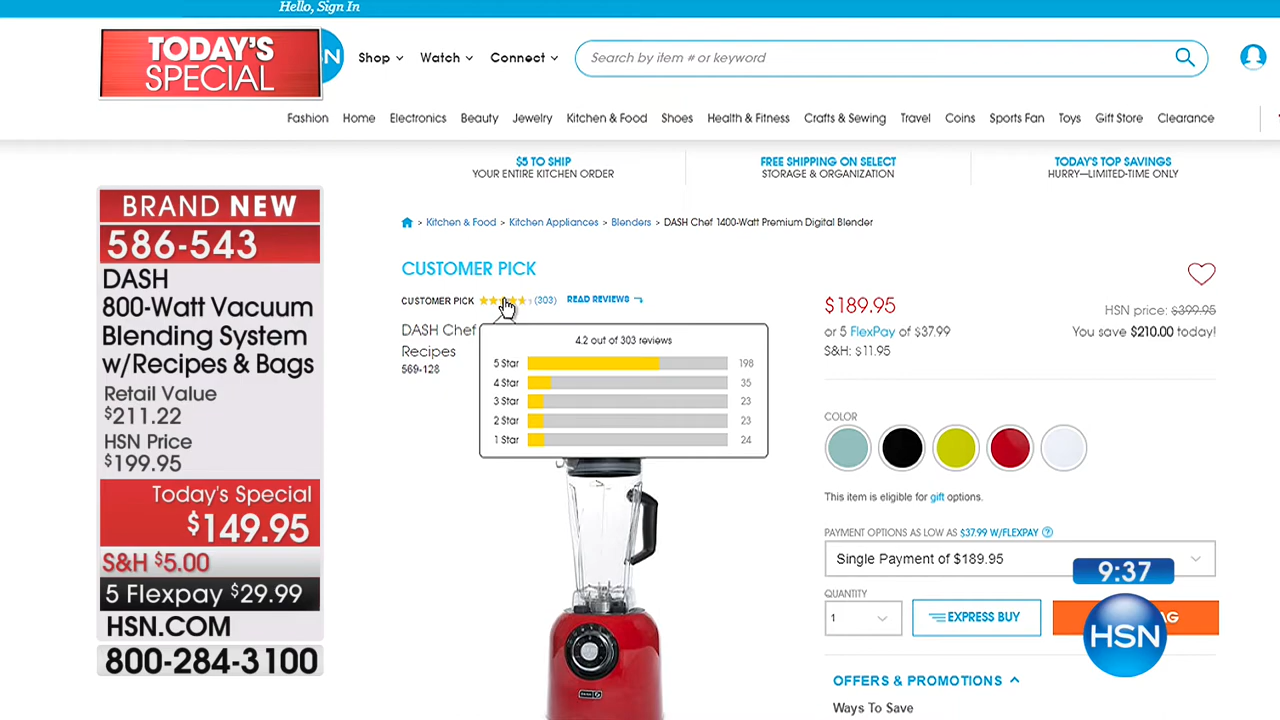 Hello, Sign In
TODAY'S
SPECIAL
Shop
Watch
Connect
Search by item # or keyword
Fashion Home Electronics Beauty Jewelry Kitchen & Food Shoes Health & Fitness Crafts & Sewing Travel Coins Sports Fan Toys Gift Store Clearance
$5 TO SHIP
YOUR ENTIRE KITCHEN ORDER
FREE SHIPPING ON SELECT
STORAGE & ORGANIZATION
TODAY'S TOP SAVINGS
HURRY—LIMITED-TIME ONLY
BRAND NEW
586-543
DASH
800-Watt Vacuum
Blending System
w/Recipes & Bags
Retail Value
$211.22
HSN Price
$199.95
Today's Special
$149.95
S&H $5.00
5 Flexpay $29.99
HSN.COM
800-284-3100
> Kitchen & Food > Kitchen Appliances > Blenders > DASH Chef 1400-Watt Premium Digital Blender
CUSTOMER PICK
CUSTOMER PICK (303) READ REVIEWS
DASH Chef
Recipes
569-128
4.2 out of 303 reviews
5 Star 198
4 Star 35
3 Star 23
2 Star 23
1 Star 24
DASH
$189.95
HSN price: $399.95
or 5 FlexPay of $37.99
You save $210.00 today!
S&H: $11.95
COLOR
This item is eligible for gift options.
PAYMENT OPTIONS AS LOW AS $37.99 W/FLEXPAY ?
Single Payment of $189.95
9:37
QUANTITY
1
EXPRESS BUY
HSN
OFFERS & PROMOTIONS
Ways To Save